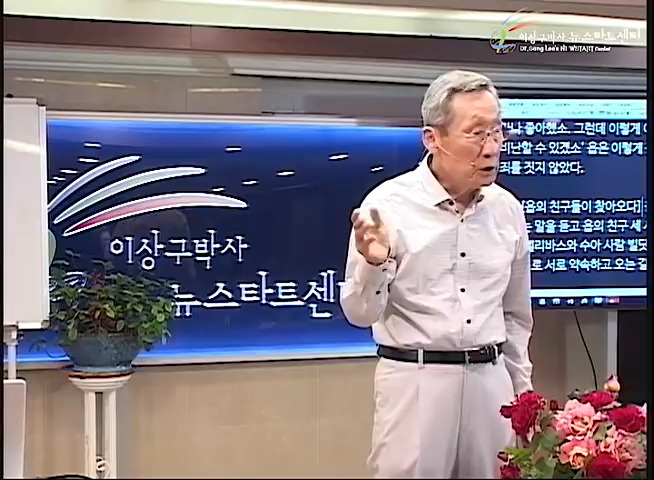 이상구박사 뉴스타트센터
Dr. Sang Lee's NEWSTART Center
좋아했소. 그런데 이렇게
비난할 수 있겠소' 욥은 이렇게
죄를 짓지 않았다.
[욥의 친구들이 찾아오다]
말을 듣고 욥의 친구 세
엘리바스와 수아 사람 빌닷
로 서로 약속하고 오는 길
이상구박사
뉴스타트센